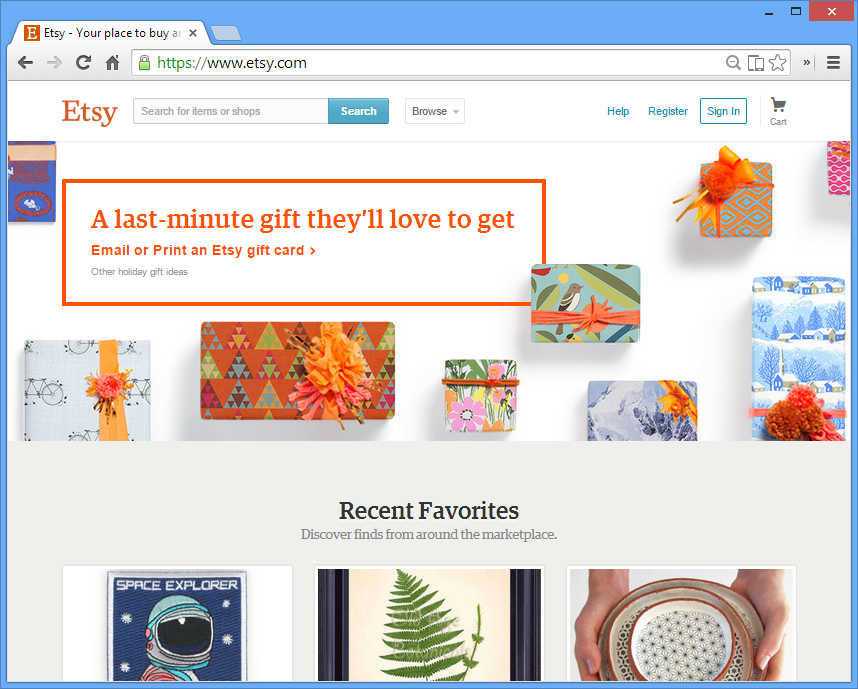 Etsy - Your place to buy a
https://www.etsy.com
Etsy
Search for items or shops
Search
Browse
Help
Register
Sign In
Cart
A last-minute gift they'll love to get
Email or Print an Etsy gift card ›
Other holiday gift ideas
Recent Favorites
Discover finds from around the marketplace.
SPACE EXPLORER